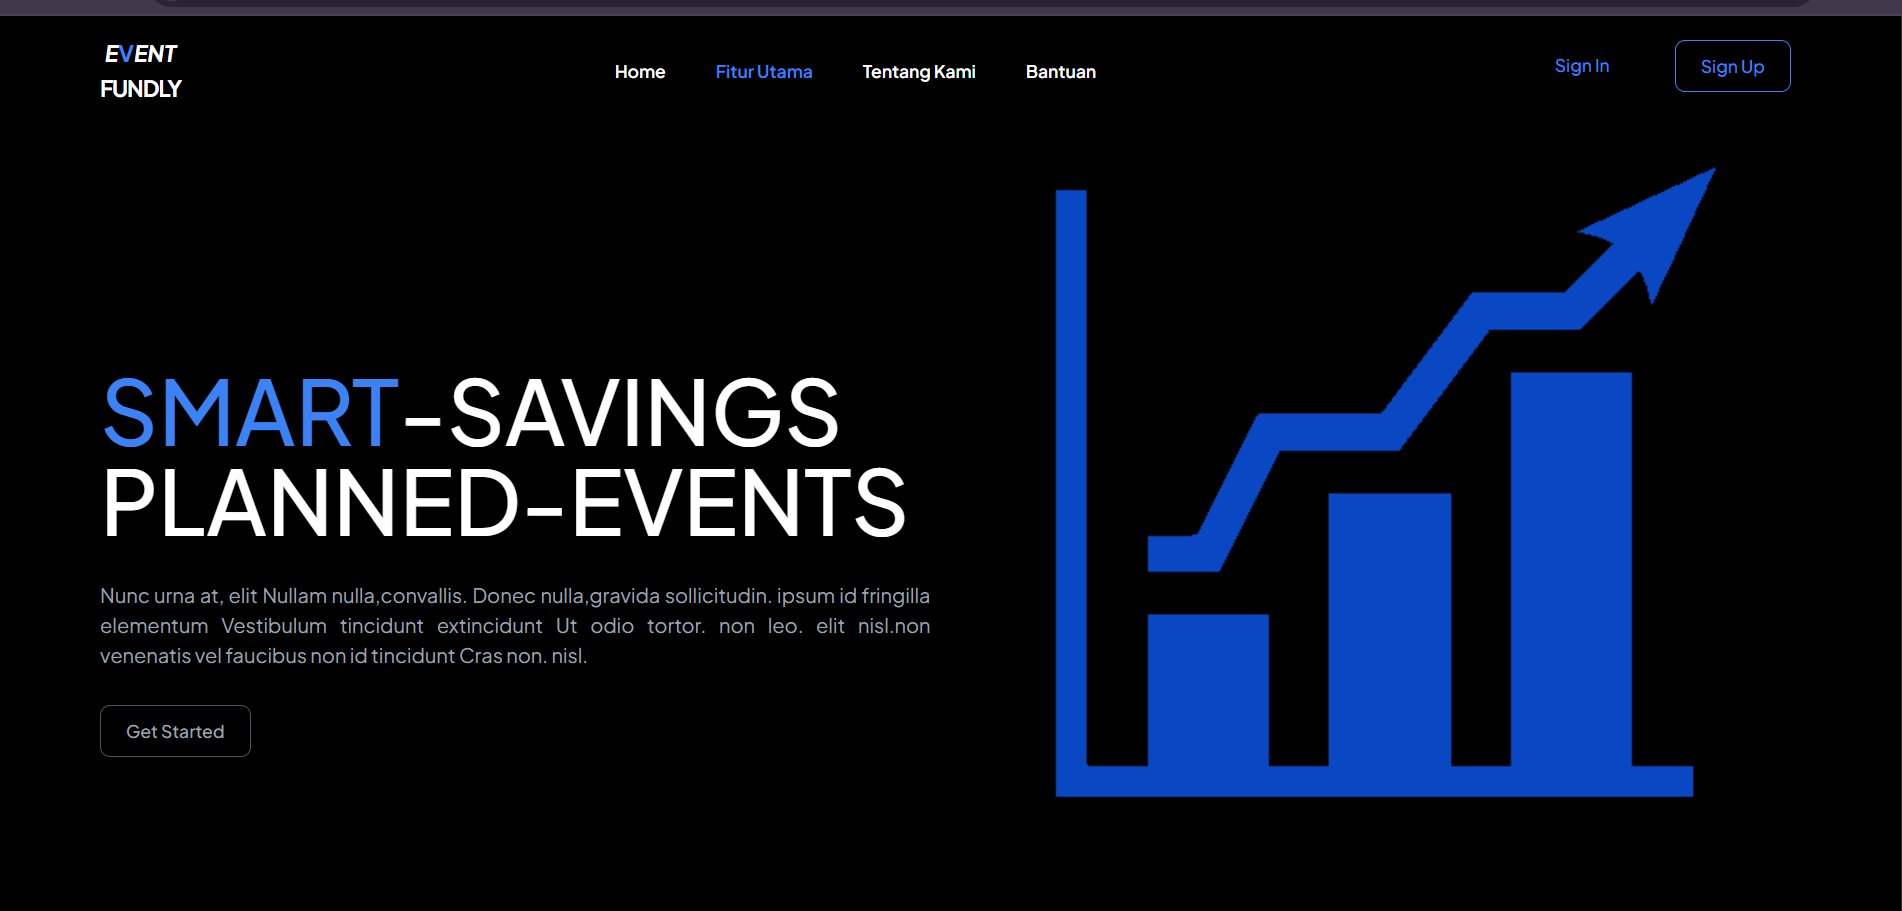 EVENT
FUNDLY
Home
Fitur Utama
Tentang Kami
Bantuan
Sign In
Sign Up
SMART-SAVINGS
PLANNED-EVENTS
Nunc urna at, elit Nullam nulla,convallis. Donec nulla,gravida sollicitudin. ipsum id fringilla
elementum Vestibulum tincidunt extincidunt Ut odio tortor. non leo. elit nisl.non
venenatis vel faucibus non id tincidunt Cras non. nisl.
Get Started